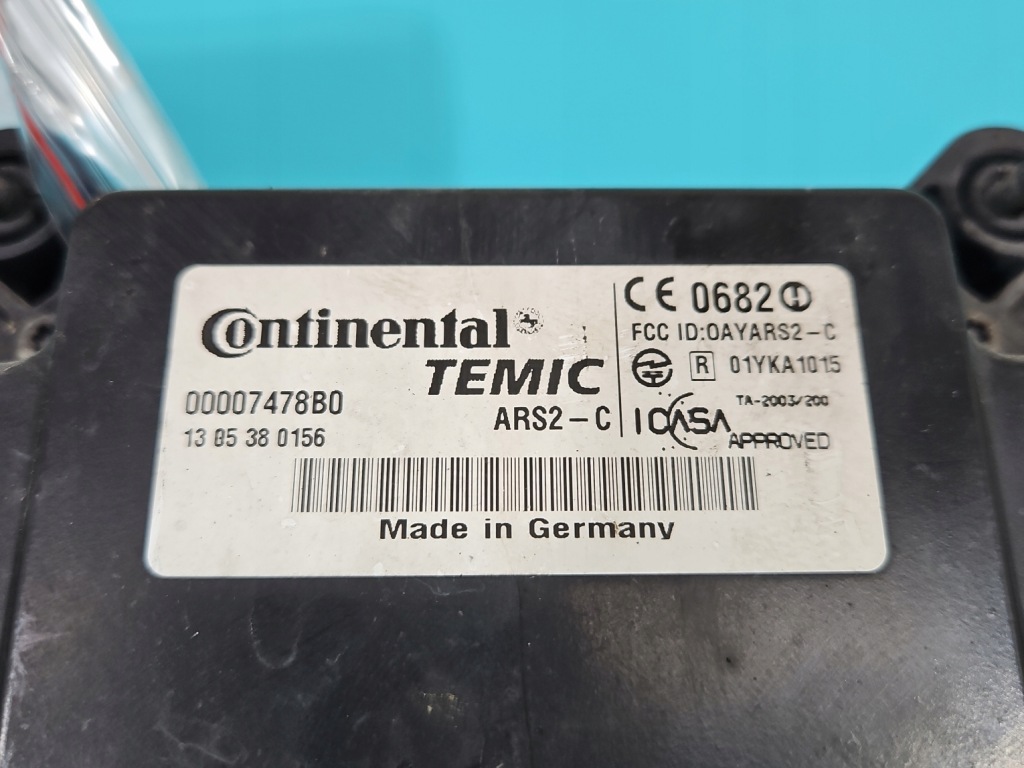 Continental
TEMIC
00007478B0
ARS2-C
13 05 38 0156
CE 0682
FCC ID:OAYARS2-C
R 01YKA1015
TA-2003/200
ICASA
APPROVED
Made in Germany